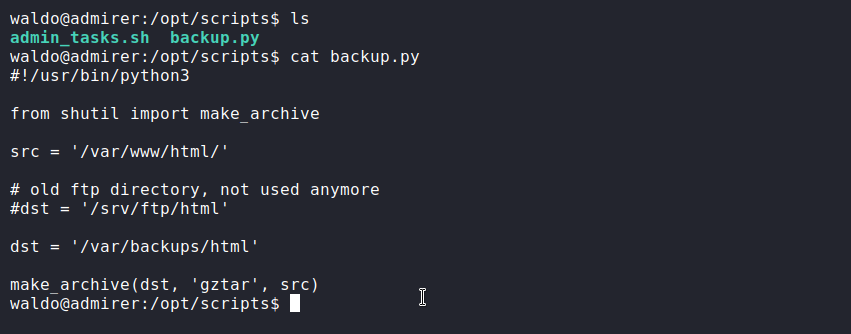 waldo@admirer:/opt/scripts$ ls
admin_tasks.sh  backup.py
waldo@admirer:/opt/scripts$ cat backup.py
#!/usr/bin/python3

from shutil import make_archive

src = '/var/www/html/'

# old ftp directory, not used anymore
#dst = '/srv/ftp/html'

dst = '/var/backups/html'

make_archive(dst, 'gztar', src)
waldo@admirer:/opt/scripts$